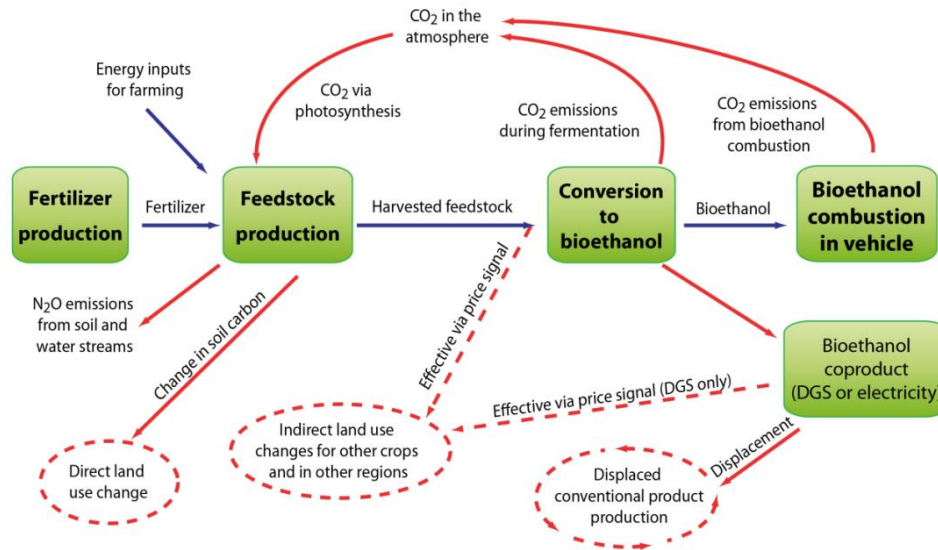 CO2 in the
atmosphere
Energy inputs
for farming
CO2 via
photosynthesis
CO2 emissions
during fermentation
CO2 emissions
from bioethanol
combustion
Fertilizer
production
Fertilizer
Feedstock
production
Harvested feedstock
Conversion
to
bioethanol
Bioethanol
Bioethanol
combustion
in vehicle
N2O emissions
from soil and
water streams
Change in soil carbon
Effective via price signal
Bioethanol
coproduct
(DGS or electricity)
Effective via price signal (DGS only)
Displacement
Direct land
use change
Indirect land use
changes for other crops
and in other regions
Displaced
conventional product
production